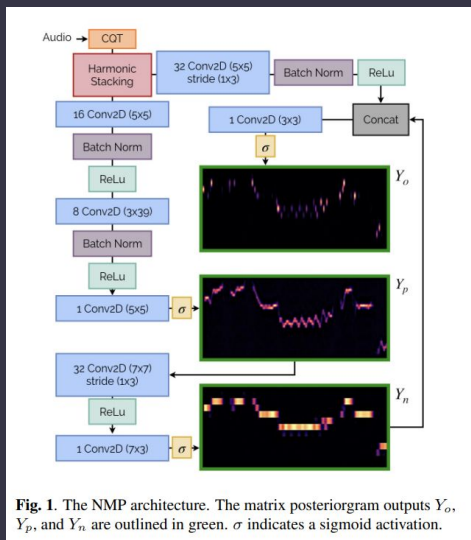 Audio
CQT
Harmonic
Stacking
32 Conv2D (5x5)
stride (1x3)
Batch Norm
ReLu
16 Conv2D (5x5)
1 Conv2D (3x3)
Concat
Batch Norm
σ
ReLu
Yo
8 Conv2D (3x39)
Batch Norm
ReLu
Yp
1 Conv2D (5x5)
σ
32 Conv2D (7x7)
stride (1x3)
Yn
ReLu
1 Conv2D (7x3)
σ
Fig. 1. The NMP architecture. The matrix posteriorgram outputs Yo,
Yp, and Yn are outlined in green. σ indicates a sigmoid activation.